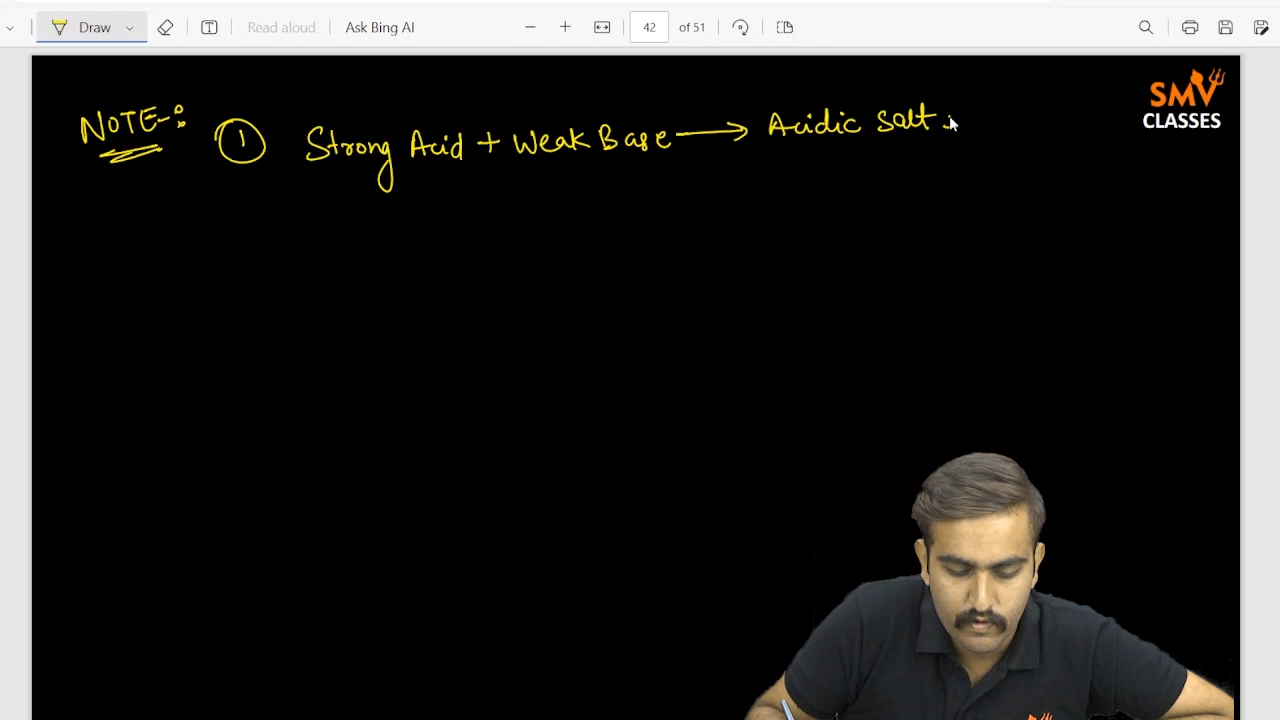 Draw
Read aloud
Ask Bing AI
42 of 51
SMV
CLASSES
NOTE-:
1 Strong Acid + Weak Base → Acidic Salt.